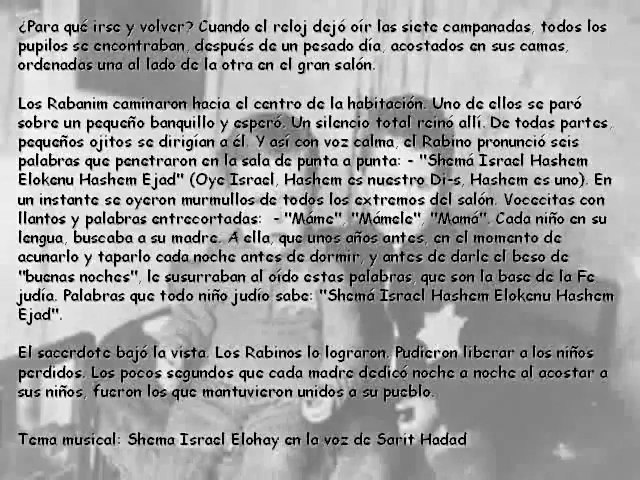 ¿Para qué irse y volver? Cuando el reloj dejó oír las siete campanadas, todos los
pupilos se encontraban, después de un pesado día, acostados en sus camas,
ordenadas una al lado de la otra en el gran salón.
Los Rabanim caminaron hacia el centro de la habitación. Uno de ellos se paró
sobre un pequeño banquillo y esperó. Un silencio total reinó allí. De todas partes,
pequeños ojitos se dirigían a él. Y así con voz calma, el Rabino pronunció seis
palabras que penetraron en la sala de punta a punta: - "Shemá Israel Hashem
Elokenu Hashem Ejad" (Oye Israel, Hashem es nuestro Di-s, Hashem es uno). En
un instante se oyeron murmullos de todos los extremos del salón. Vocecitas con
llantos y palabras entrecortadas: - "Máme", "Mámele", "Mamá". Cada niño en su
lengua, buscaba a su madre. A ella, que unos años antes, en el momento de
acunarlo y taparlo cada noche antes de dormir, y antes de darle el beso de
"buenas noches", le susurraban al oído estas palabras, que son la base de la Fe
judía. Palabras que todo niño judío sabe: "Shemá Israel Hashem Elokenu Hashem
Ejad".
El sacerdote bajó la vista. Los Rabinos lo lograron. Pudieron liberar a los niños
perdidos. Los pocos segundos que cada madre dedicó noche a noche al acostar a
sus niños, fueron los que mantuvieron unidos a su pueblo.
Tema musical: Shema Israel Elohay en la voz de Sarit Hadad